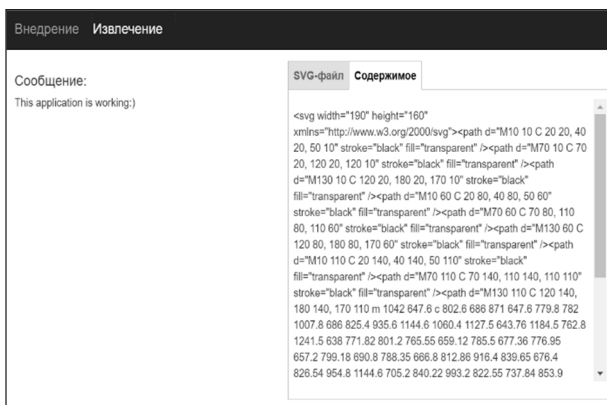 Внедрение Извлечение
Сообщение:
This application is working:)
SVG-файл Содержимое
<svg width="190" height="160"
xmlns="http://www.w3.org/2000/svg"><path d="M10 10 C 20 20, 40
20, 50 10" stroke="black" fill="transparent" /><path d="M70 10 C 70
20, 120 20, 120 10" stroke="black" fill="transparent" /><path
d="M130 10 C 120 20, 180 20, 170 10" stroke="black"
fill="transparent" /><path d="M10 60 C 20 80, 40 80, 50 60"
stroke="black" fill="transparent" /><path d="M70 60 C 70 80, 110
80, 110 60" stroke="black" fill="transparent" /><path d="M130 60 C
120 80, 180 80, 170 60" stroke="black" fill="transparent" /><path
d="M10 110 C 20 140, 40 140, 50 110" stroke="black"
fill="transparent" /><path d="M70 110 C 70 140, 110 140, 110 110"
stroke="black" fill="transparent" /><path d="M130 110 C 120 140,
180 140, 170 110 m 1042 647.6 c 802.6 686 871 647.6 779.8 782
1007.8 686 825.4 935.6 1144.6 1060.4 1127.5 643.76 1184.5 762.8
1241.5 638 771.82 801.2 765.55 659.12 785.5 677.36 776.95
657.2 799.18 690.8 788.35 666.8 812.86 916.4 839.65 676.4
826.54 954.8 1144.6 705.2 840.22 993.2 822.55 737.84 853.9